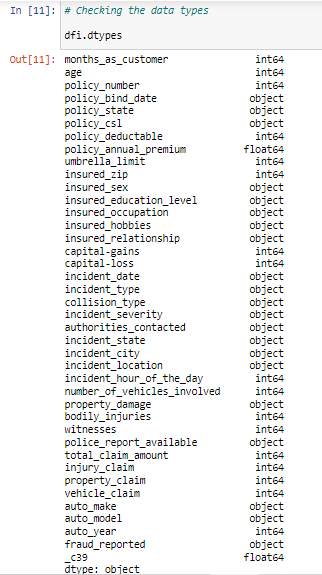 In [11]: # Checking the data types
dfi.dtypes
Out[11]: months_as_customer int64
age int64
policy_number int64
policy_bind_date object
policy_state object
policy_csl object
policy_deductable int64
policy_annual_premium float64
umbrella_limit int64
insured_zip int64
insured_sex object
insured_education_level object
insured_occupation object
insured_hobbies object
insured_relationship object
capital-gains int64
capital-loss int64
incident_date object
incident_type object
collision_type object
incident_severity object
authorities_contacted object
incident_state object
incident_city object
incident_location object
incident_hour_of_the_day int64
number_of_vehicles_involved int64
property_damage object
bodily_injuries int64
witnesses int64
police_report_available object
total_claim_amount int64
injury_claim int64
property_claim int64
vehicle_claim int64
auto_make object
auto_model object
auto_year int64
fraud_reported object
_c39 float64
dtype: object